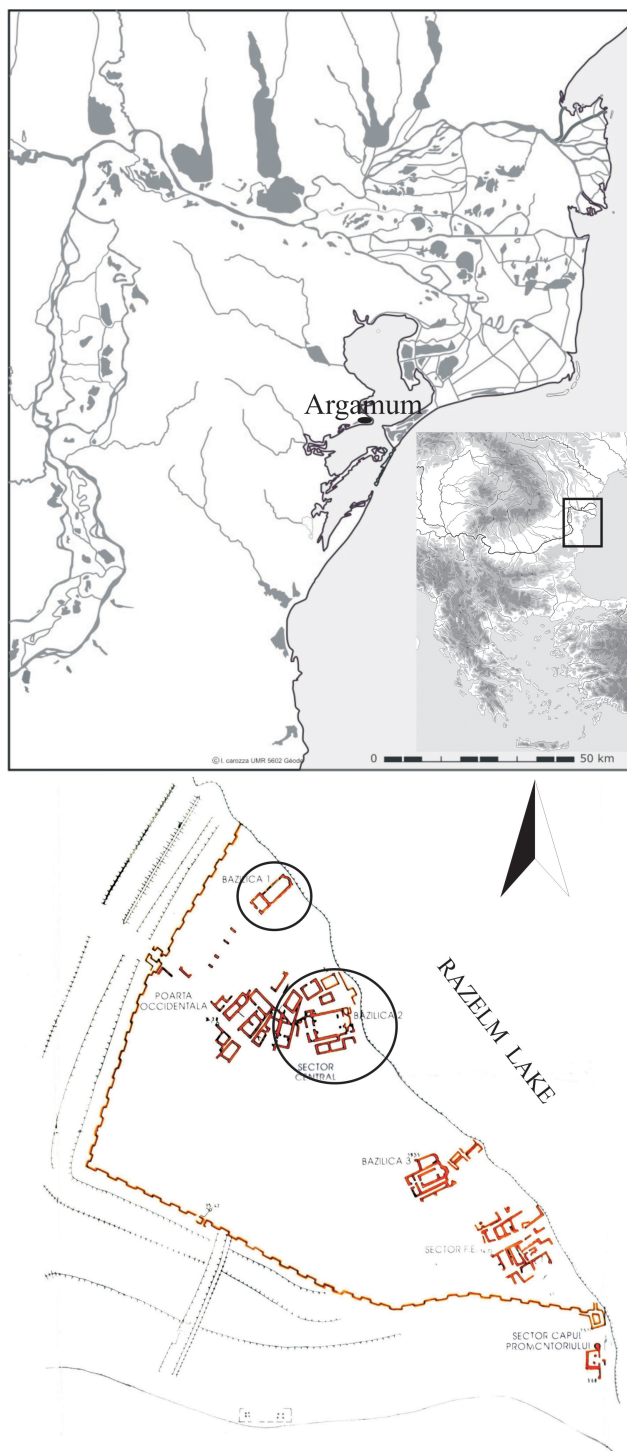 Argamum
© l. carozza UMR 5602 Géode
0 50 km
BAZILICA 1
POARTA
OCCIDENTALA
BAZILICA 2
SECTOR
CENTRAL
RAZELM LAKE
BAZILICA 3
SECTOR F.E.
SECTOR CAPUL
PROMONTORIULUI